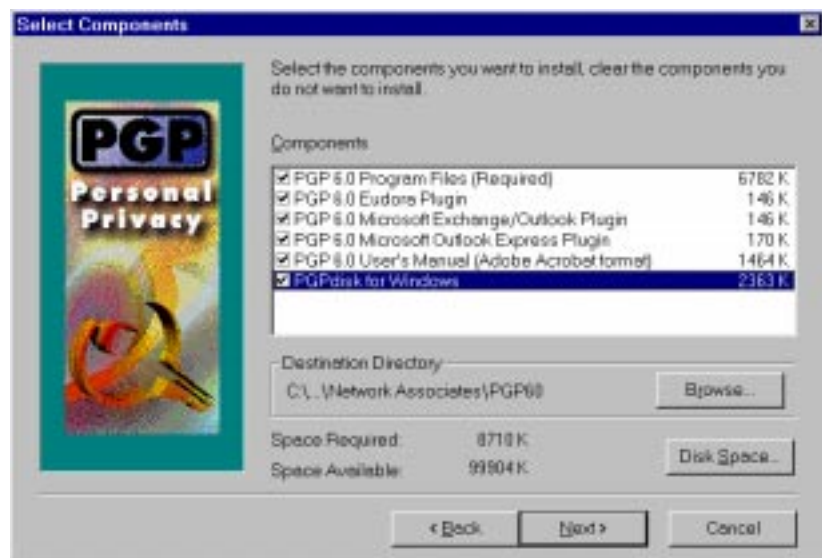 Select Components
PGP
Personal
Privacy
Select the components you want to install, clear the components you
do not want to install.
Components
PGP 6.0 Program Files (Required) 6782 K
PGP 6.0 Eudora Plugin 146 K
PGP 6.0 Microsoft Exchange/Outlook Plugin 146 K
PGP 6.0 Microsoft Outlook Express Plugin 170 K
PGP 6.0 User's Manual (Adobe Acrobat format) 1464 K
PGPdisk for Windows 2363 K
Destination Directory
C:\...\Network Associates\PGP60
Browse...
Space Required: 8710 K
Space Available: 99904 K
Disk Space...
< Back
Next >
Cancel